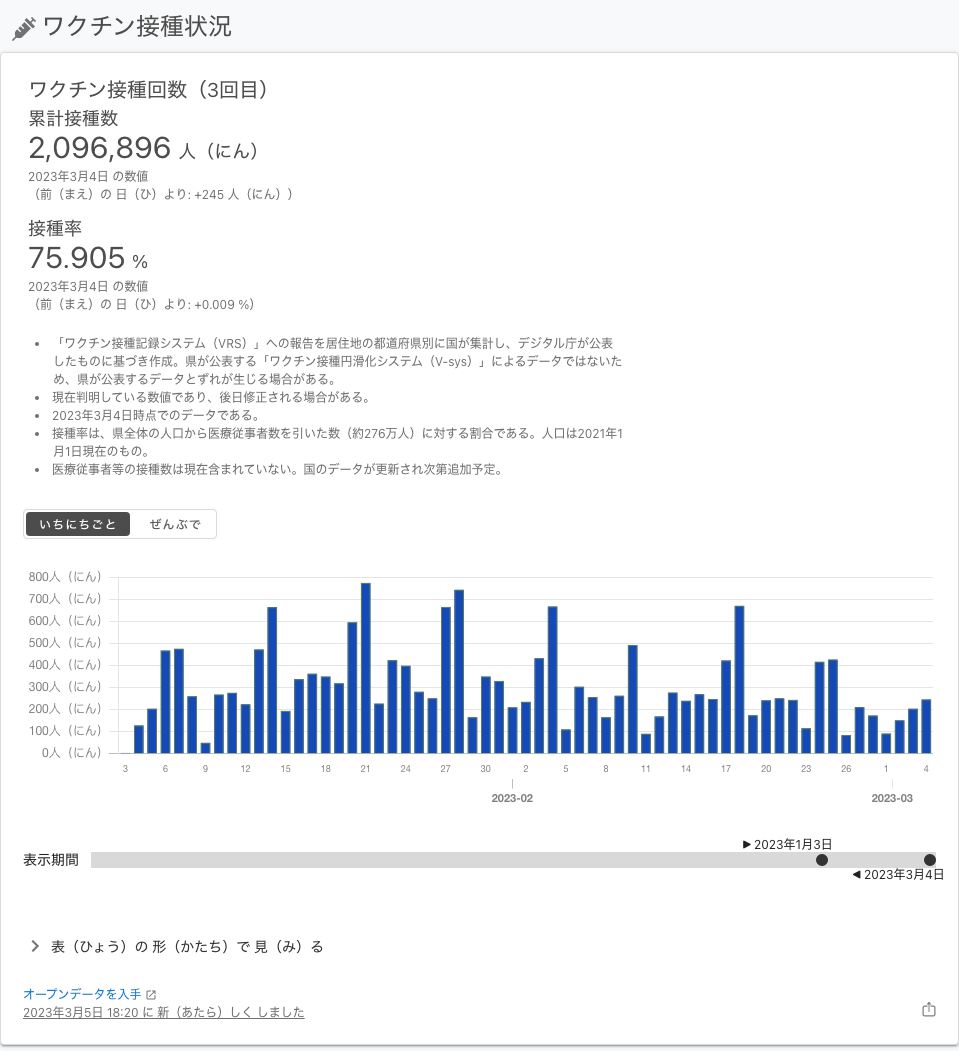 ワクチン接種状況
ワクチン接種回数（3回目）
累計接種数
2,096,896 人（にん）
2023年3月4日 の数値
（前（まえ）の 日（ひ）より: +245 人（にん））
接種率
75.905 %
2023年3月4日 の数値
（前（まえ）の 日（ひ）より: +0.009 %）
• 「ワクチン接種記録システム（VRS）」への報告を居住地の都道府県別に国が集計し、デジタル庁が公表
したものに基づき作成。県が公表する「ワクチン接種円滑化システム（V-sys）」によるデータではないた
め、県が公表するデータとずれが生じる場合がある。
• 現在判明している数値であり、後日修正される場合がある。
• 2023年3月4日時点でのデータである。
• 接種率は、県全体の人口から医療従事者数を引いた数（約276万人）に対する割合である。人口は2021年1
月1日現在のもの。
• 医療従事者等の接種数は現在含まれていない。国のデータが更新され次第追加予定。
いちにちごと ぜんぶで
800人（にん）
700人（にん）
600人（にん）
500人（にん）
400人（にん）
300人（にん）
200人（にん）
100人（にん）
0人（にん）
3 6 9 12 15 18 21 24 27 30 2 5 8 11 14 17 20 23 26 1 4
2023-02 2023-03
2023年1月3日
表示期間
2023年3月4日
表（ひょう）の 形（かたち）で 見（み）る
オープンデータを入手
2023年3月5日 18:20 に 新（あたら）しく しました